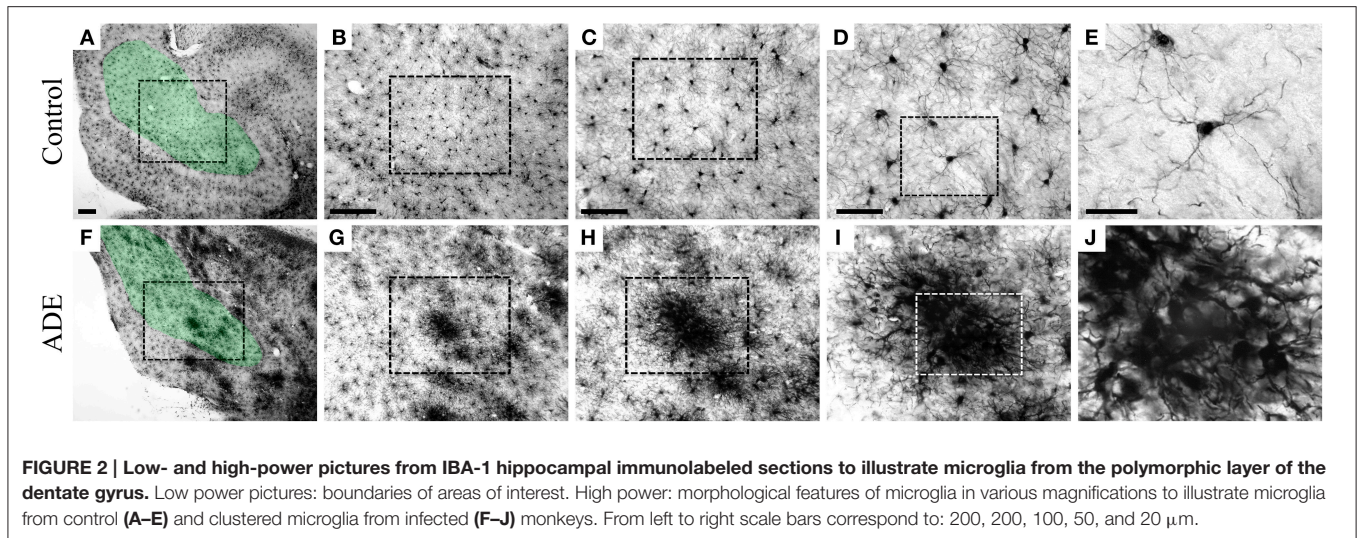 A
B
C
D
E
Control
F
G
H
I
J
ADE
FIGURE 2 | Low- and high-power pictures from IBA-1 hippocampal immunolabeled sections to illustrate microglia from the polymorphic layer of the
dentate gyrus. Low power pictures: boundaries of areas of interest. High power: morphological features of microglia in various magnifications to illustrate microglia
from control (A–E) and clustered microglia from infected (F–J) monkeys. From left to right scale bars correspond to: 200, 200, 100, 50, and 20 μm.